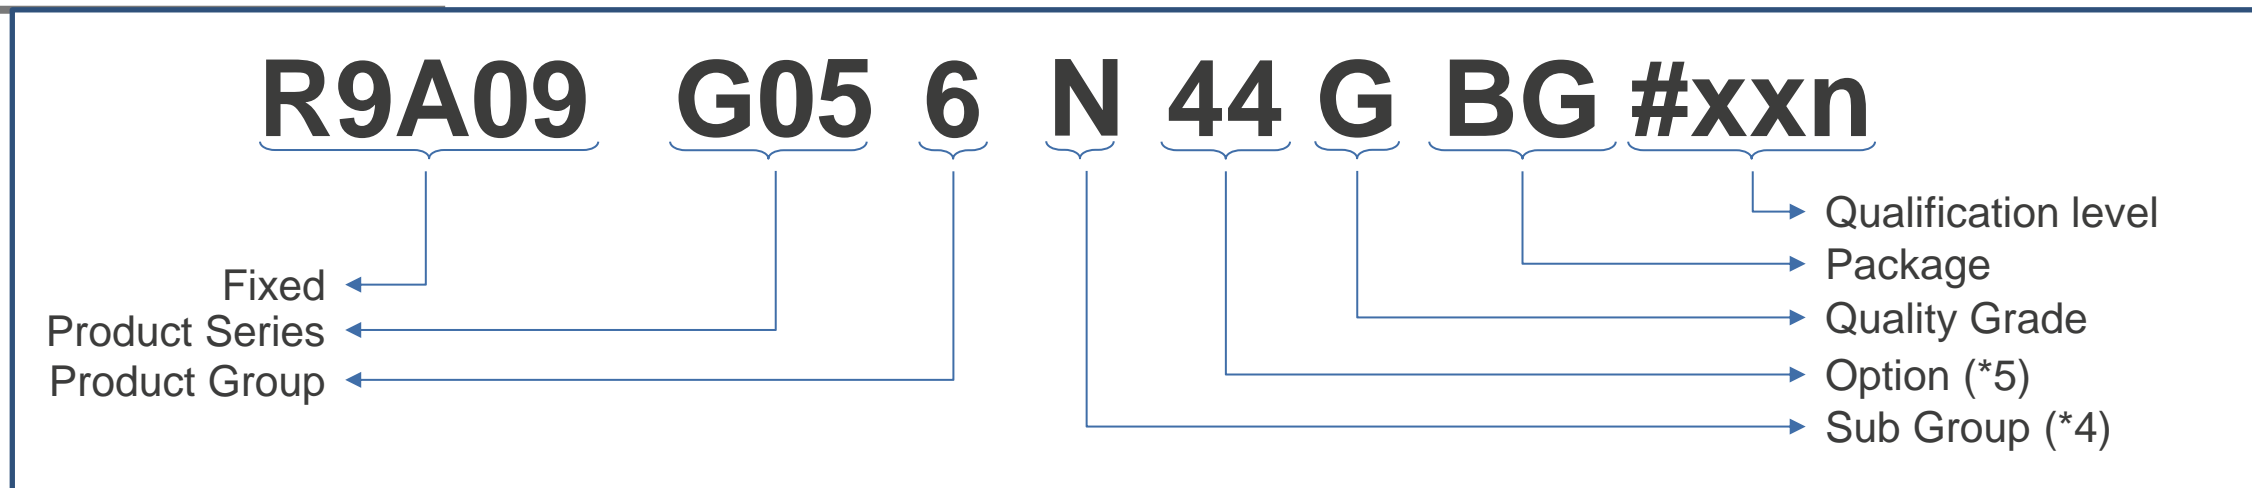 R9A09 G05 6 N 44 G BG #xxn
Qualification level
Package
Fixed
Quality Grade
Product Series
Option (*5)
Product Group
Sub Group (*4)